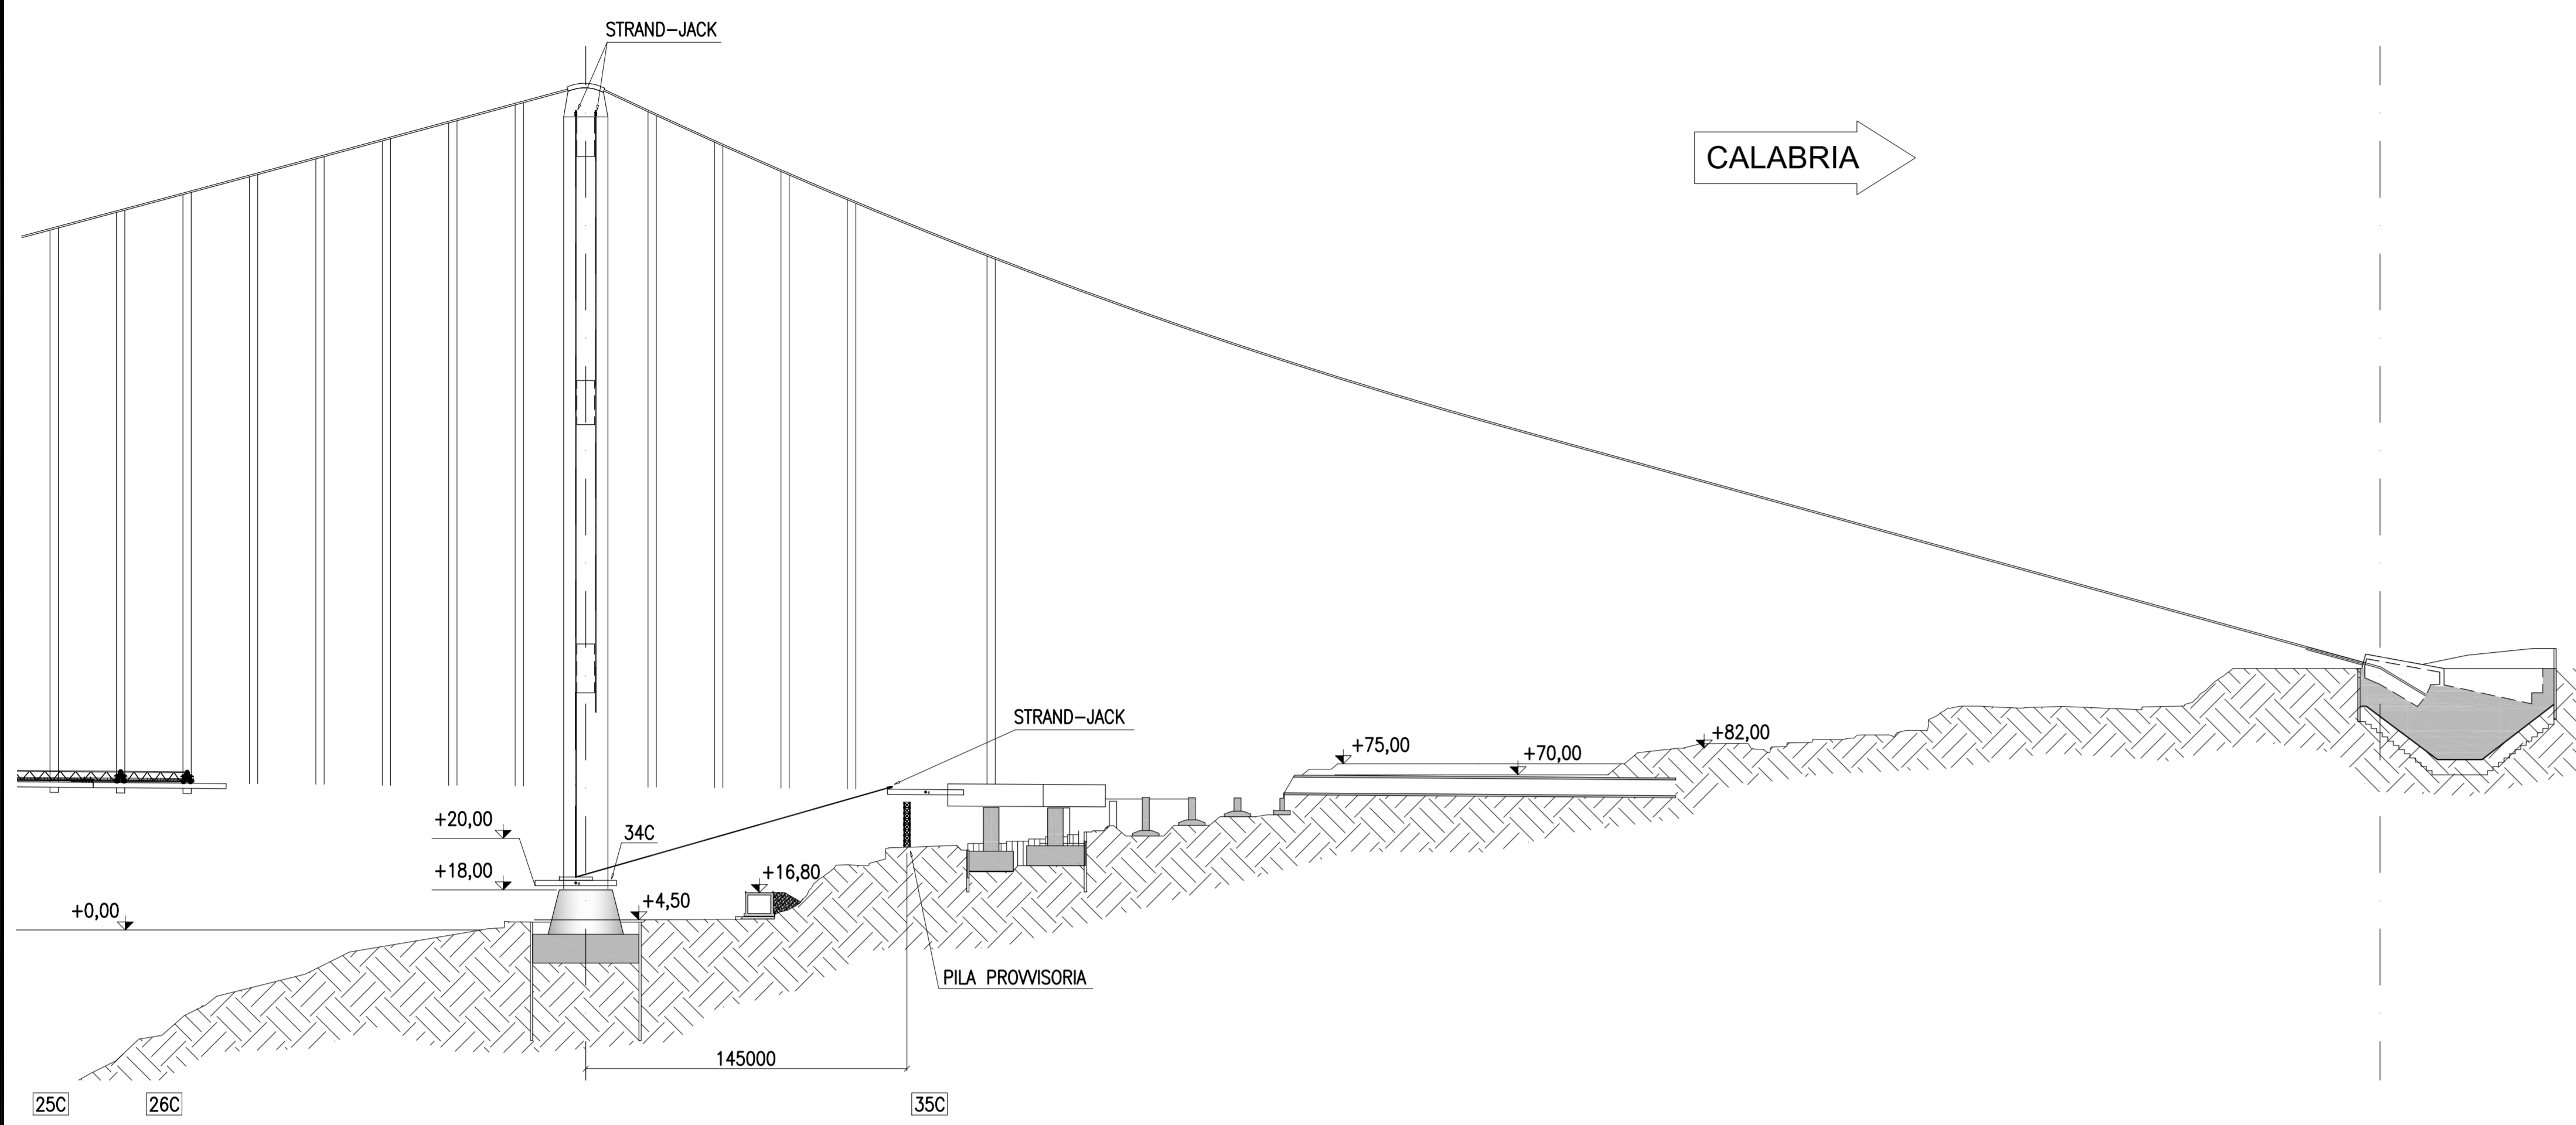 STRAND-JACK
CALABRIA
STRAND-JACK
+75,00
+70,00
+82,00
+20,00
34C
+18,00
+16,80
+4,50
+0,00
PILA PROVVISORIA
145000
25C
26C
35C